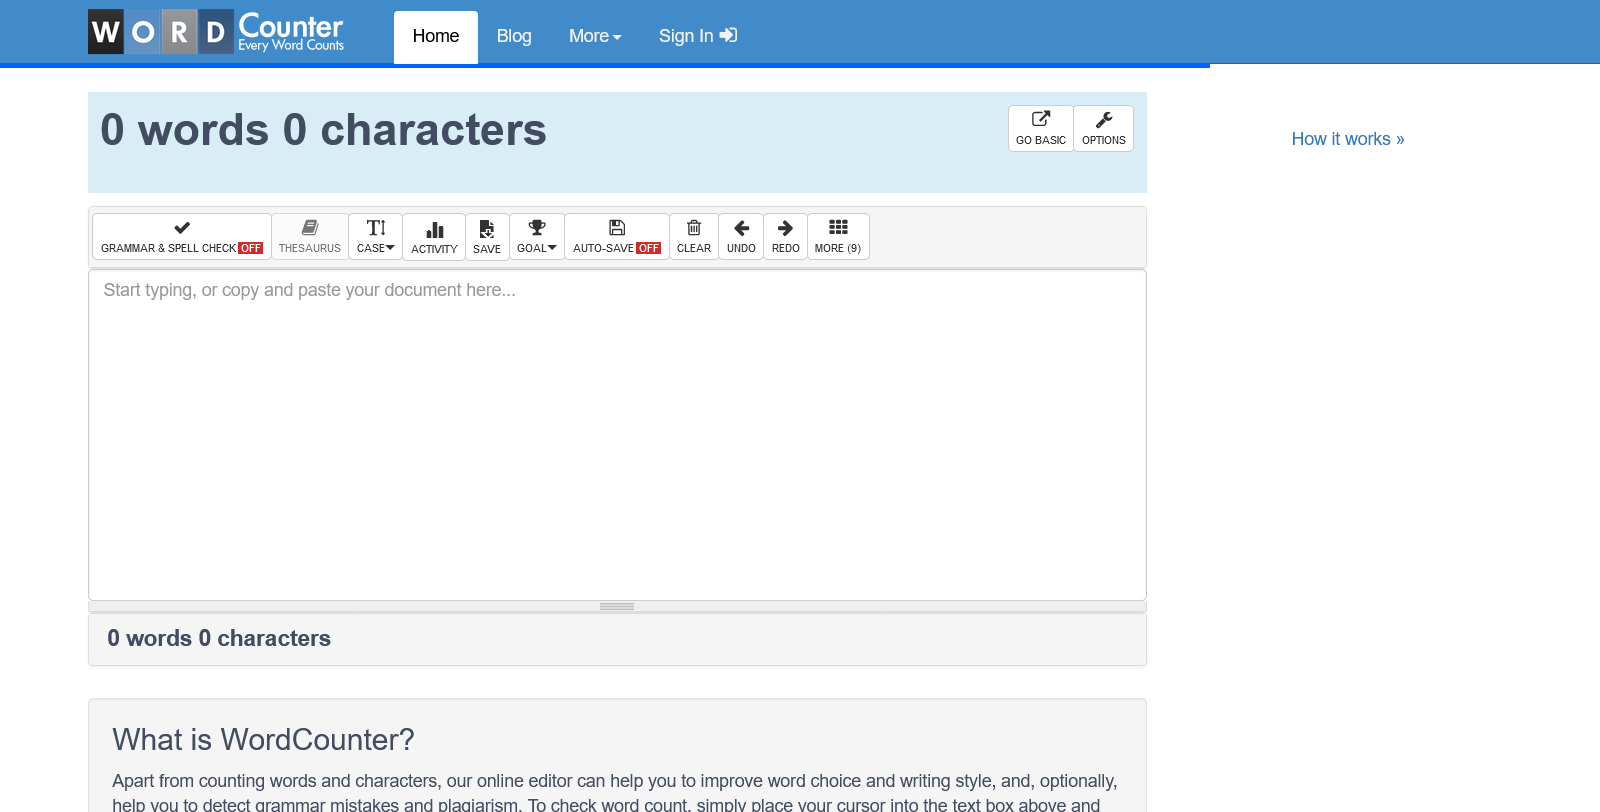 WORD Counter
Every Word Counts
Home
Blog
More
Sign In
0 words 0 characters
GO BASIC
OPTIONS
How it works »
GRAMMAR & SPELL CHECK OFF
THESAURUS
CASE
ACTIVITY
SAVE
GOAL
AUTO-SAVE OFF
CLEAR
UNDO
REDO
MORE (9)
Start typing, or copy and paste your document here...
0 words 0 characters
What is WordCounter?
Apart from counting words and characters, our online editor can help you to improve word choice and writing style, and, optionally,
help you to detect grammar mistakes and plagiarism. To check word count, simply place your cursor into the text box above and